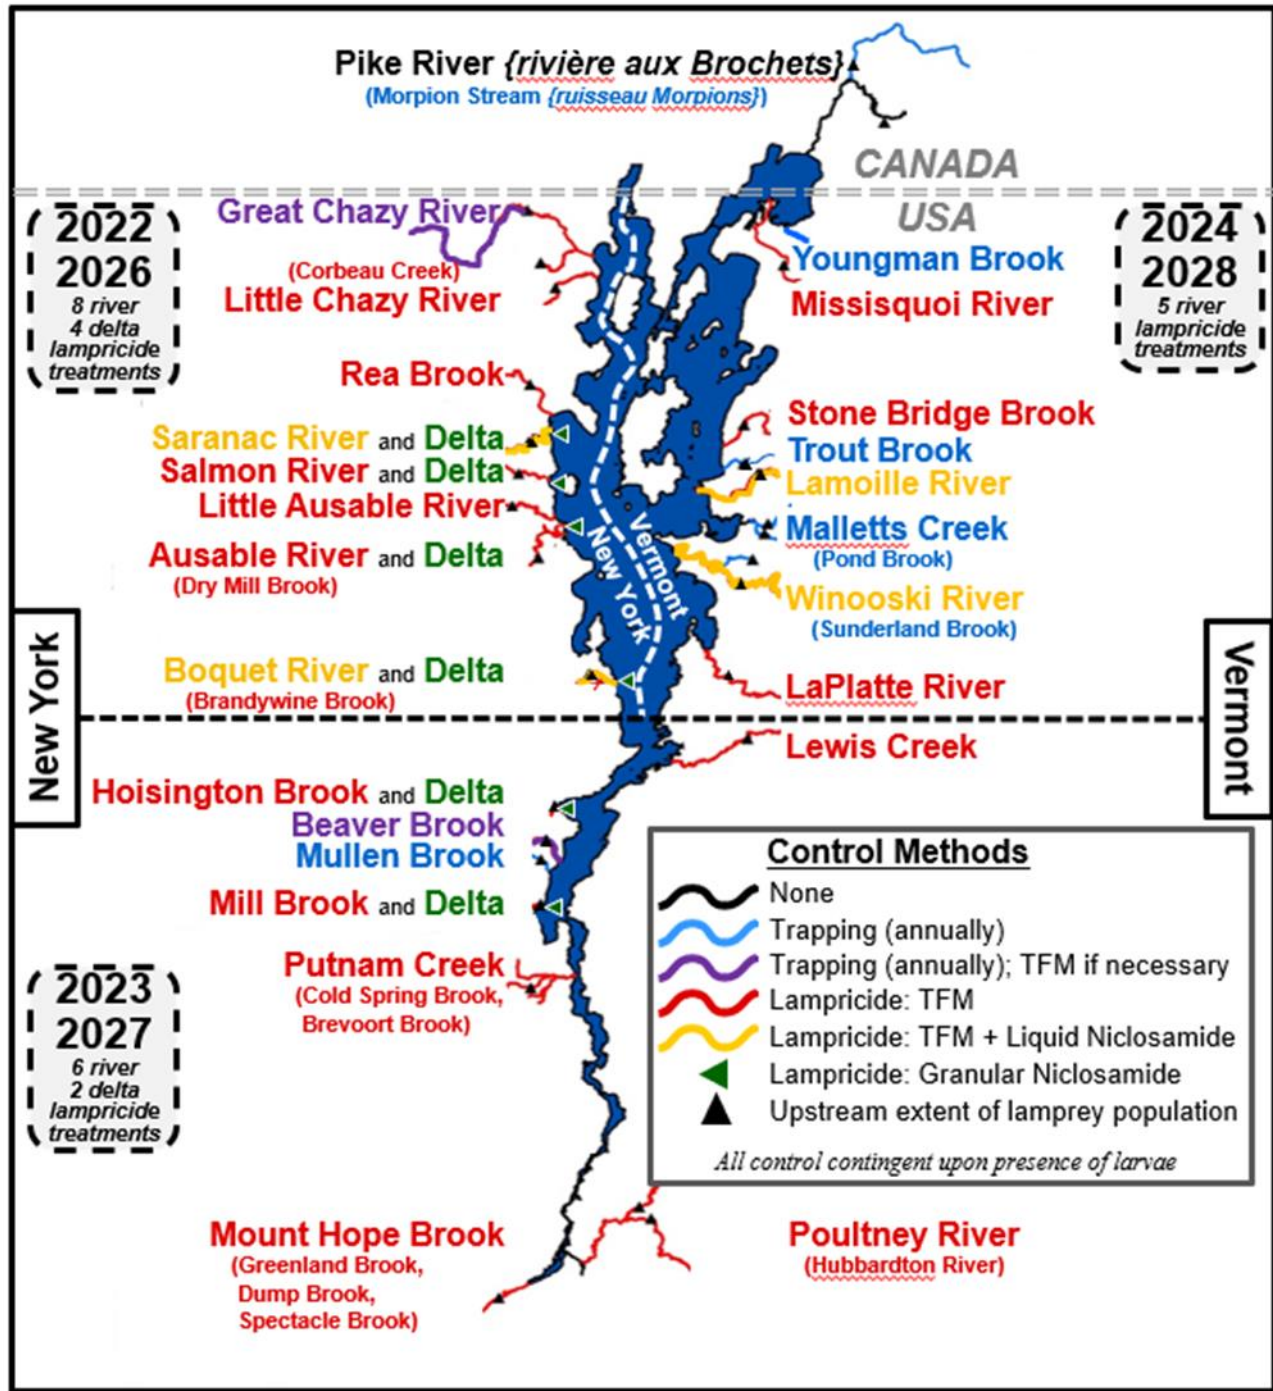 Pike River {rivière aux Brochets}
(Morpion Stream {ruisseau Morpions})
CANADA
USA
2022
2026
8 river
4 delta
lampricide
treatments
Great Chazy River
(Corbeau Creek)
Little Chazy River
Rea Brook
Saranac River and Delta
Salmon River and Delta
Little Ausable River
Ausable River and Delta
(Dry Mill Brook)
Boquet River and Delta
(Brandywine Brook)
2024
2028
5 river
lampricide
treatments
Youngman Brook
Missisquoi River
Stone Bridge Brook
Trout Brook
Lamoille River
Malletts Creek
(Pond Brook)
Winooski River
(Sunderland Brook)
LaPlatte River
Vermont
New York
New York
Vermont
Lewis Creek
Hoisington Brook and Delta
Beaver Brook
Mullen Brook
Mill Brook and Delta
Putnam Creek
(Cold Spring Brook,
Brevoort Brook)
2023
2027
6 river
2 delta
lampricide
treatments
Mount Hope Brook
(Greenland Brook,
Dump Brook,
Spectacle Brook)
Poultney River
(Hubbardton River)
Control Methods
None
Trapping (annually)
Trapping (annually); TFM if necessary
Lampricide: TFM
Lampricide: TFM + Liquid Niclosamide
Lampricide: Granular Niclosamide
Upstream extent of lamprey population
All control contingent upon presence of larvae